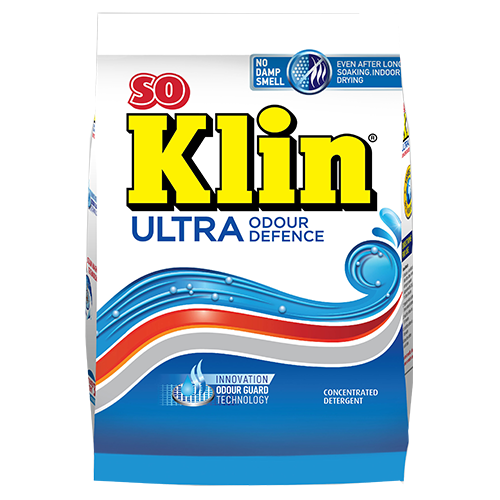 NO
DAMP
SMELL
EVEN AFTER LONG
SOAKING, INDOOR
DRYING
SO
Klin®
ULTRA
ODOUR
DEFENCE
INNOVATION
ODOUR GUARD
TECHNOLOGY
CONCENTRATED
DETERGENT